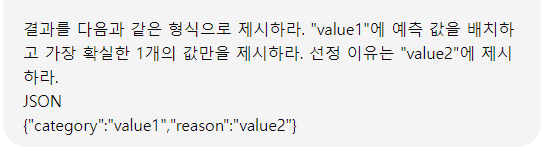 결과를 다음과 같은 형식으로 제시하라. "value1"에 예측 값을 배치하
고 가장 확실한 1개의 값만을 제시하라. 선정 이유는 "value2"에 제시
하라.
JSON
{"category":"value1","reason":"value2"}